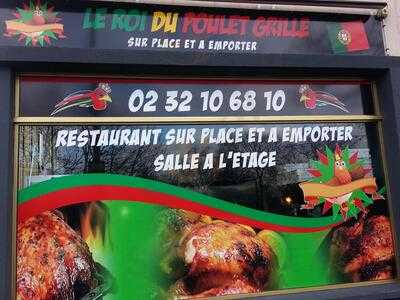 LE ROI DU POULET GRILLE
SUR PLACE ET A EMPORTER
02 32 10 68 10
RESTAURANT SUR PLACE ET A EMPORTER
SALLE A L'ETAGE